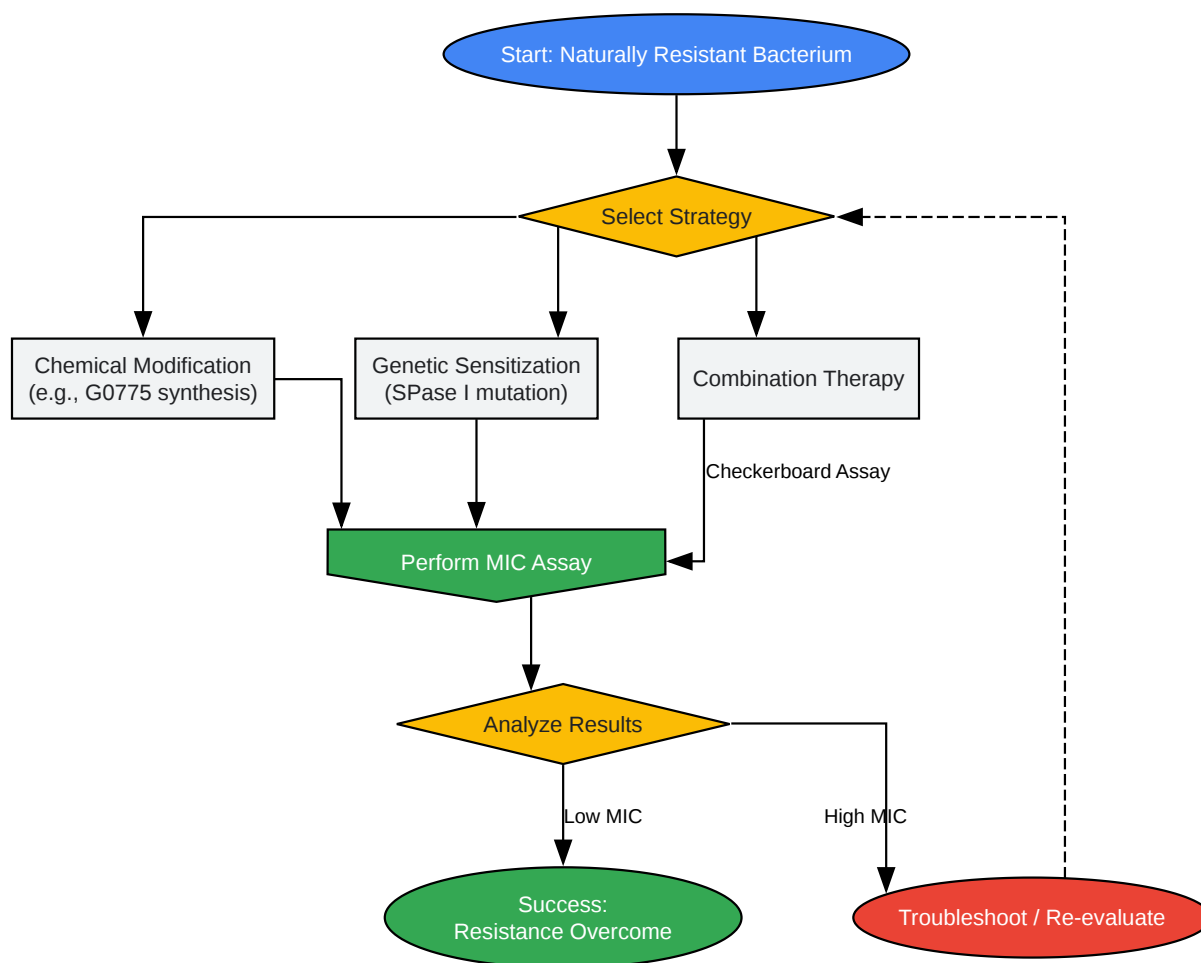 Start: Naturally Resistant Bacterium
Select Strategy
Chemical Modification
(e.g., G0775 synthesis)
Genetic Sensitization
(SPase I mutation)
Combination Therapy
Checkerboard Assay
Perform MIC Assay
Analyze Results
Low MIC
High MIC
Success:
Resistance Overcome
Troubleshoot / Re-evaluate